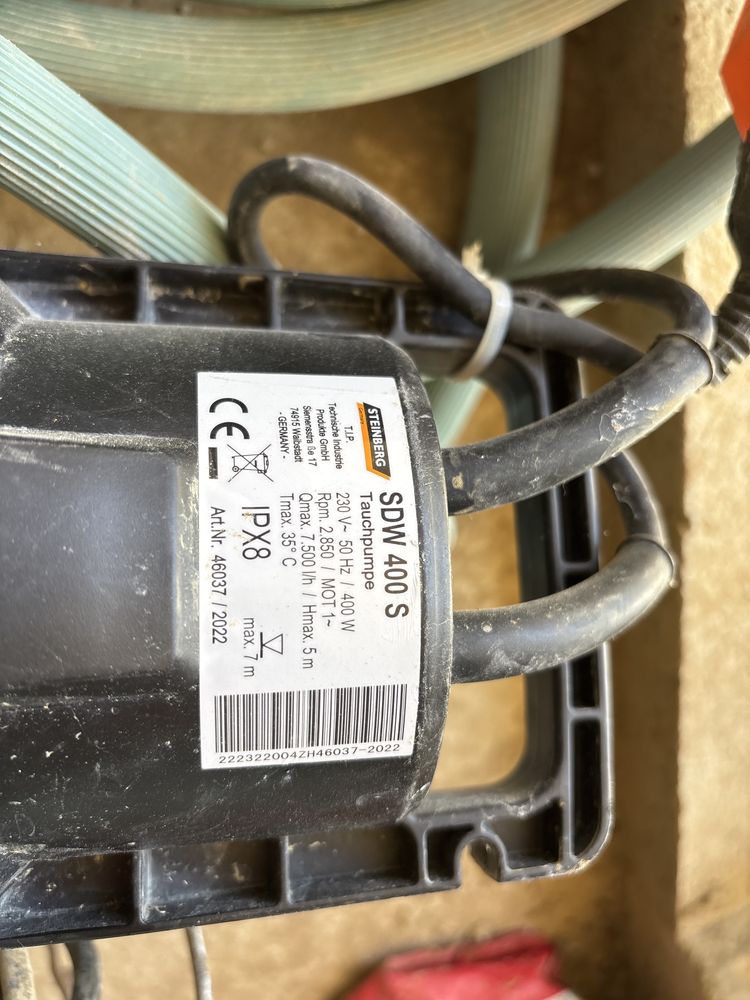 STEINBERG
SDW 400 S
Tauchpumpe
T.I.P.
Technische Industrie
Produkte GmbH
Siemensstraße 17
74915 Waibstadt
- GERMANY -
230 V~ 50 Hz / 400 W
Rpm. 2.850 / MOT 1~
Qmax. 7.500 l/h / Hmax. 5 m
Tmax. 35° C
CE
IPX8
max. 7 m
Art.Nr. 46037 / 2022
222322004ZH46037-2022